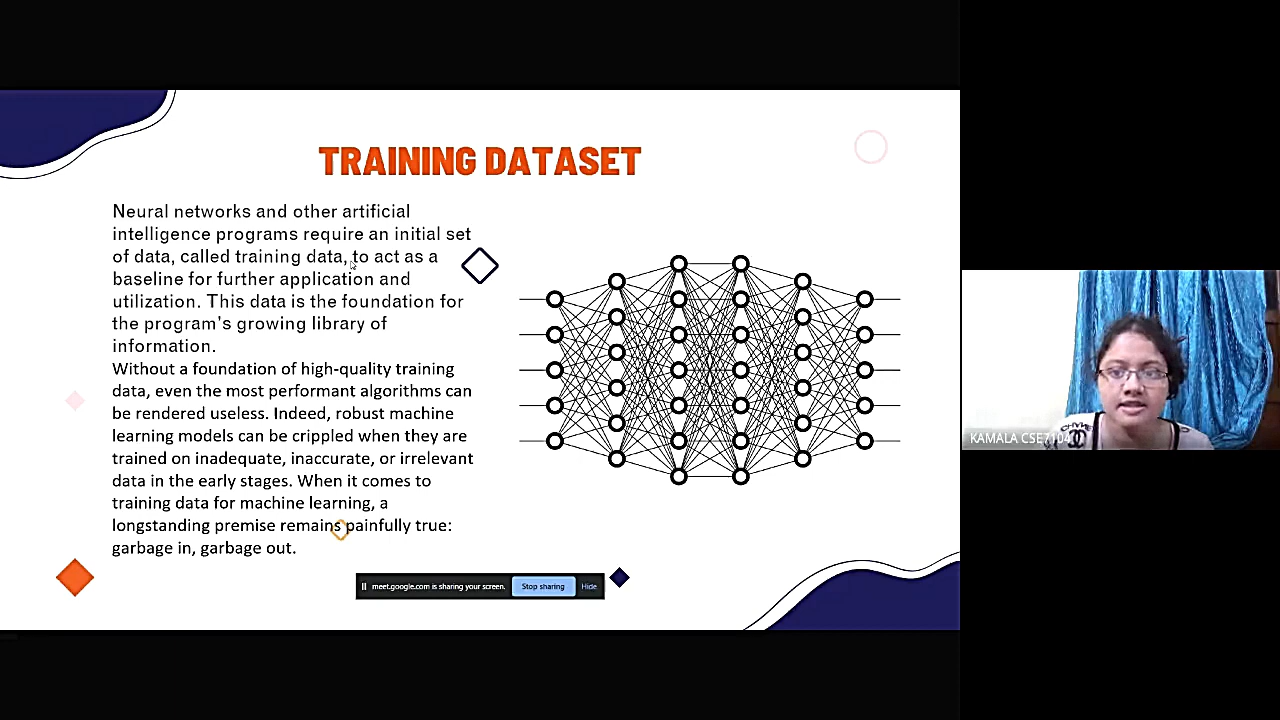 TRAINING DATASET
Neural networks and other artificial
intelligence programs require an initial set
of data, called training data, to act as a
baseline for further application and
utilization. This data is the foundation for
the program's growing library of
information.
Without a foundation of high-quality training
data, even the most performant algorithms can
be rendered useless. Indeed, robust machine
learning models can be crippled when they are
trained on inadequate, inaccurate, or irrelevant
data in the early stages. When it comes to
training data for machine learning, a
longstanding premise remains painfully true:
garbage in, garbage out.
meet.google.com is sharing your screen. Stop sharing Hide
KAMALA CSE7104